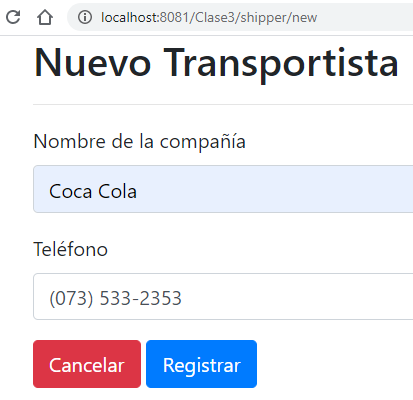 localhost:8081/Clase3/shipper/new
Nuevo Transportista
Nombre de la compañía
Coca Cola
Teléfono
(073) 533-2353
Cancelar Registrar